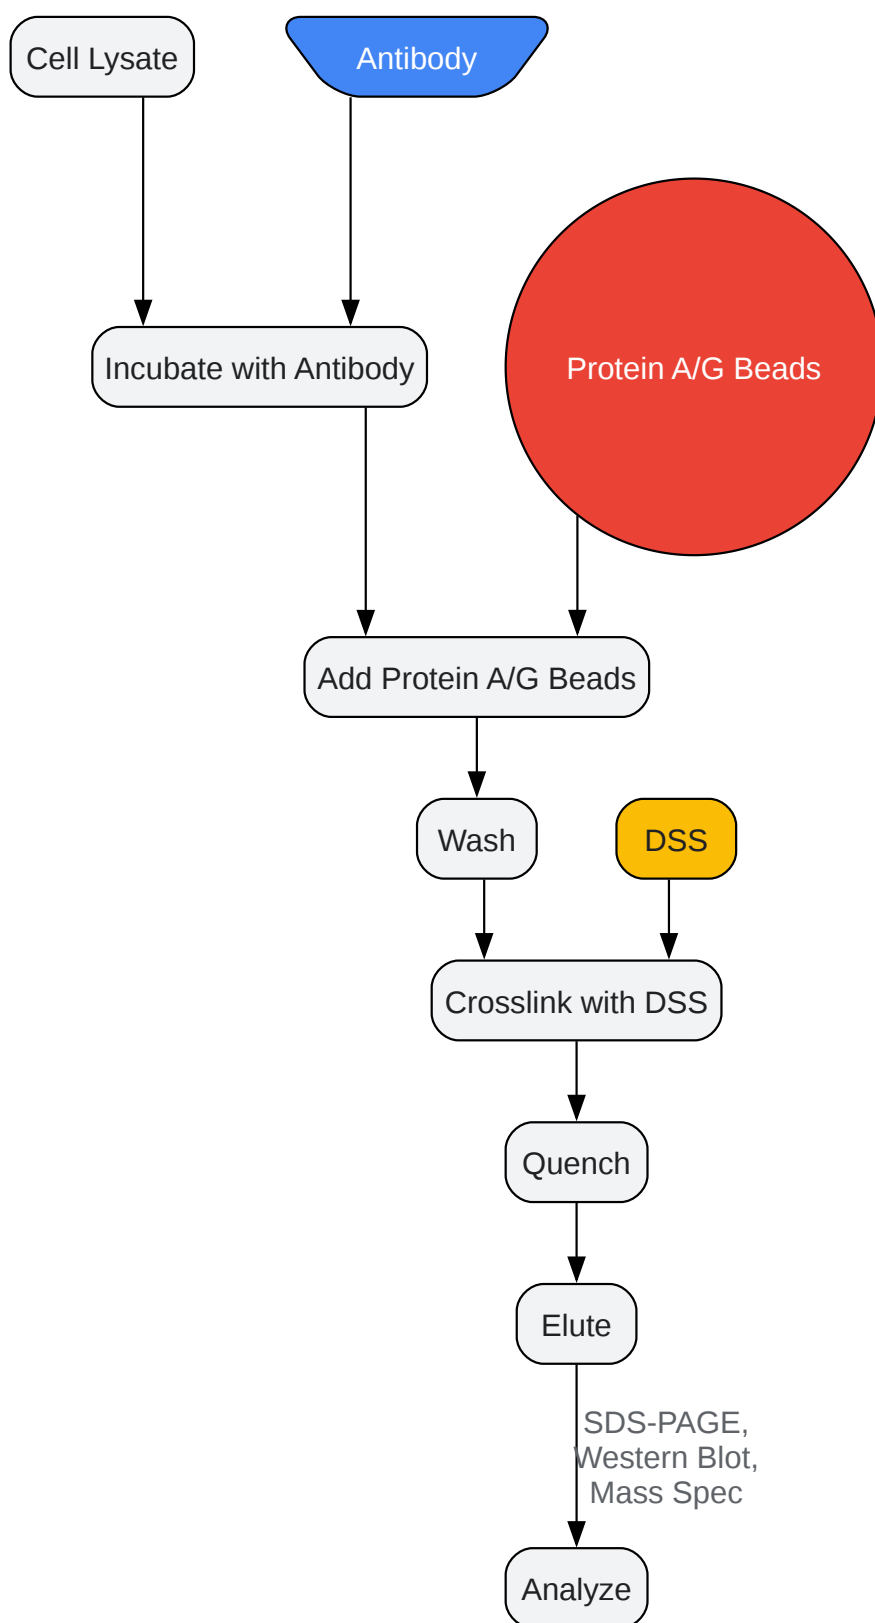 Cell Lysate
Antibody
Incubate with Antibody
Protein A/G Beads
Add Protein A/G Beads
Wash
DSS
Crosslink with DSS
Quench
Elute
SDS-PAGE,
Western Blot,
Mass Spec
Analyze